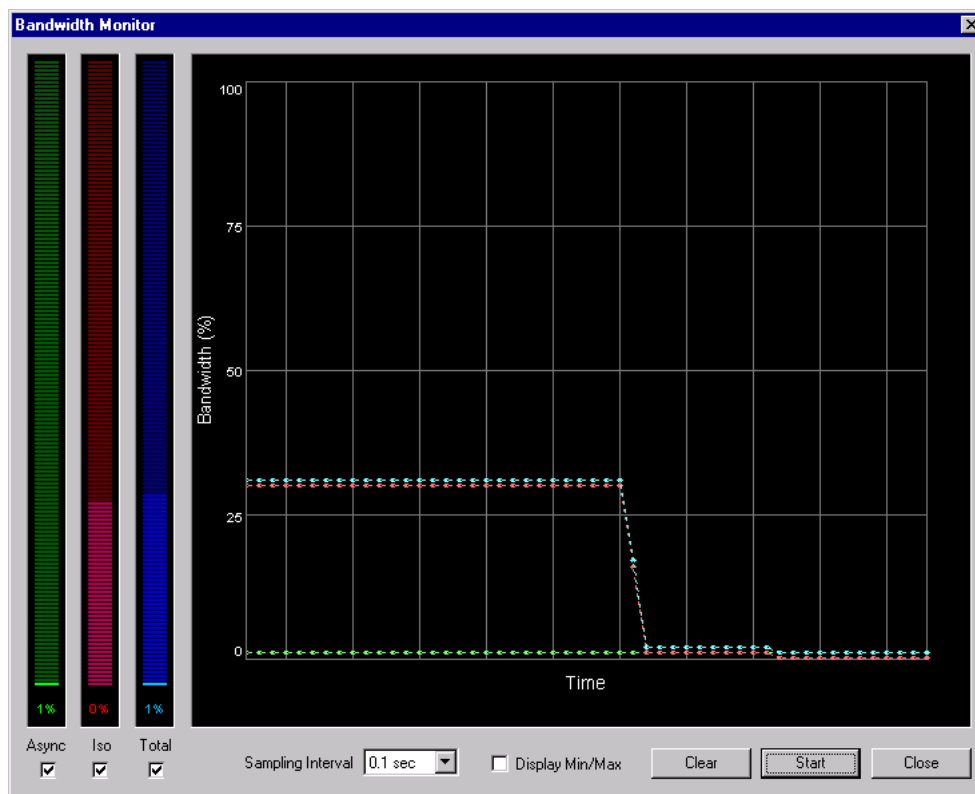 Bandwidth Monitor
100
75
50
25
0
Bandwidth (%)
Time
1% 0% 1%
Async Iso Total
Sampling Interval 0.1 sec Display Min/Max Clear Start Close